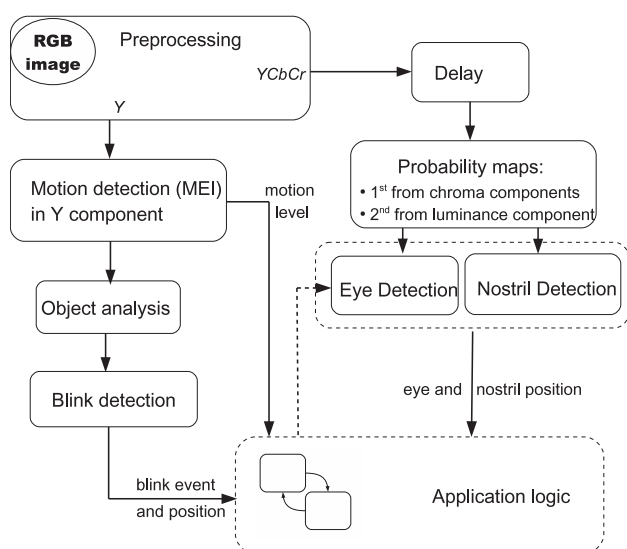 RGB
image
Preprocessing
YCbCr
Y
Delay
Motion detection (MEI)
in Y component
motion
level
Probability maps:
• 1st from chroma components
• 2nd from luminance component
Eye Detection
Nostril Detection
Object analysis
Blink detection
eye and nostril position
blink event
and position
Application logic